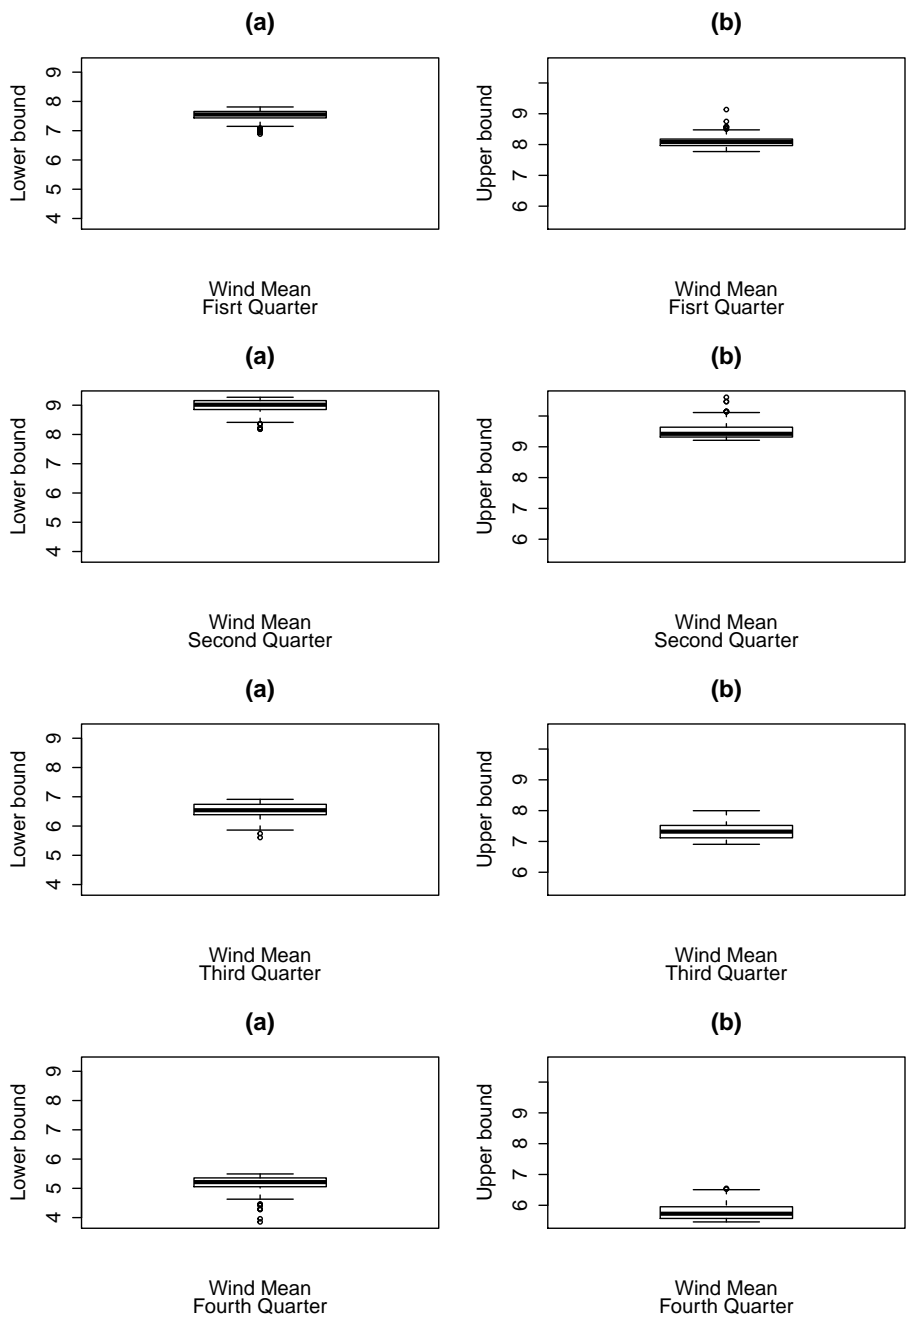 (a)
Lower bound
9
8
7
6
5
4
Wind Mean
Fisrt Quarter
(b)
Upper bound
9
8
7
6
Wind Mean
Fisrt Quarter
(a)
Lower bound
9
8
7
6
5
4
Wind Mean
Second Quarter
(b)
Upper bound
9
8
7
6
Wind Mean
Second Quarter
(a)
Lower bound
9
8
7
6
5
4
Wind Mean
Third Quarter
(b)
Upper bound
9
8
7
6
Wind Mean
Third Quarter
(a)
Lower bound
9
8
7
6
5
4
Wind Mean
Fourth Quarter
(b)
Upper bound
9
8
7
6
Wind Mean
Fourth Quarter